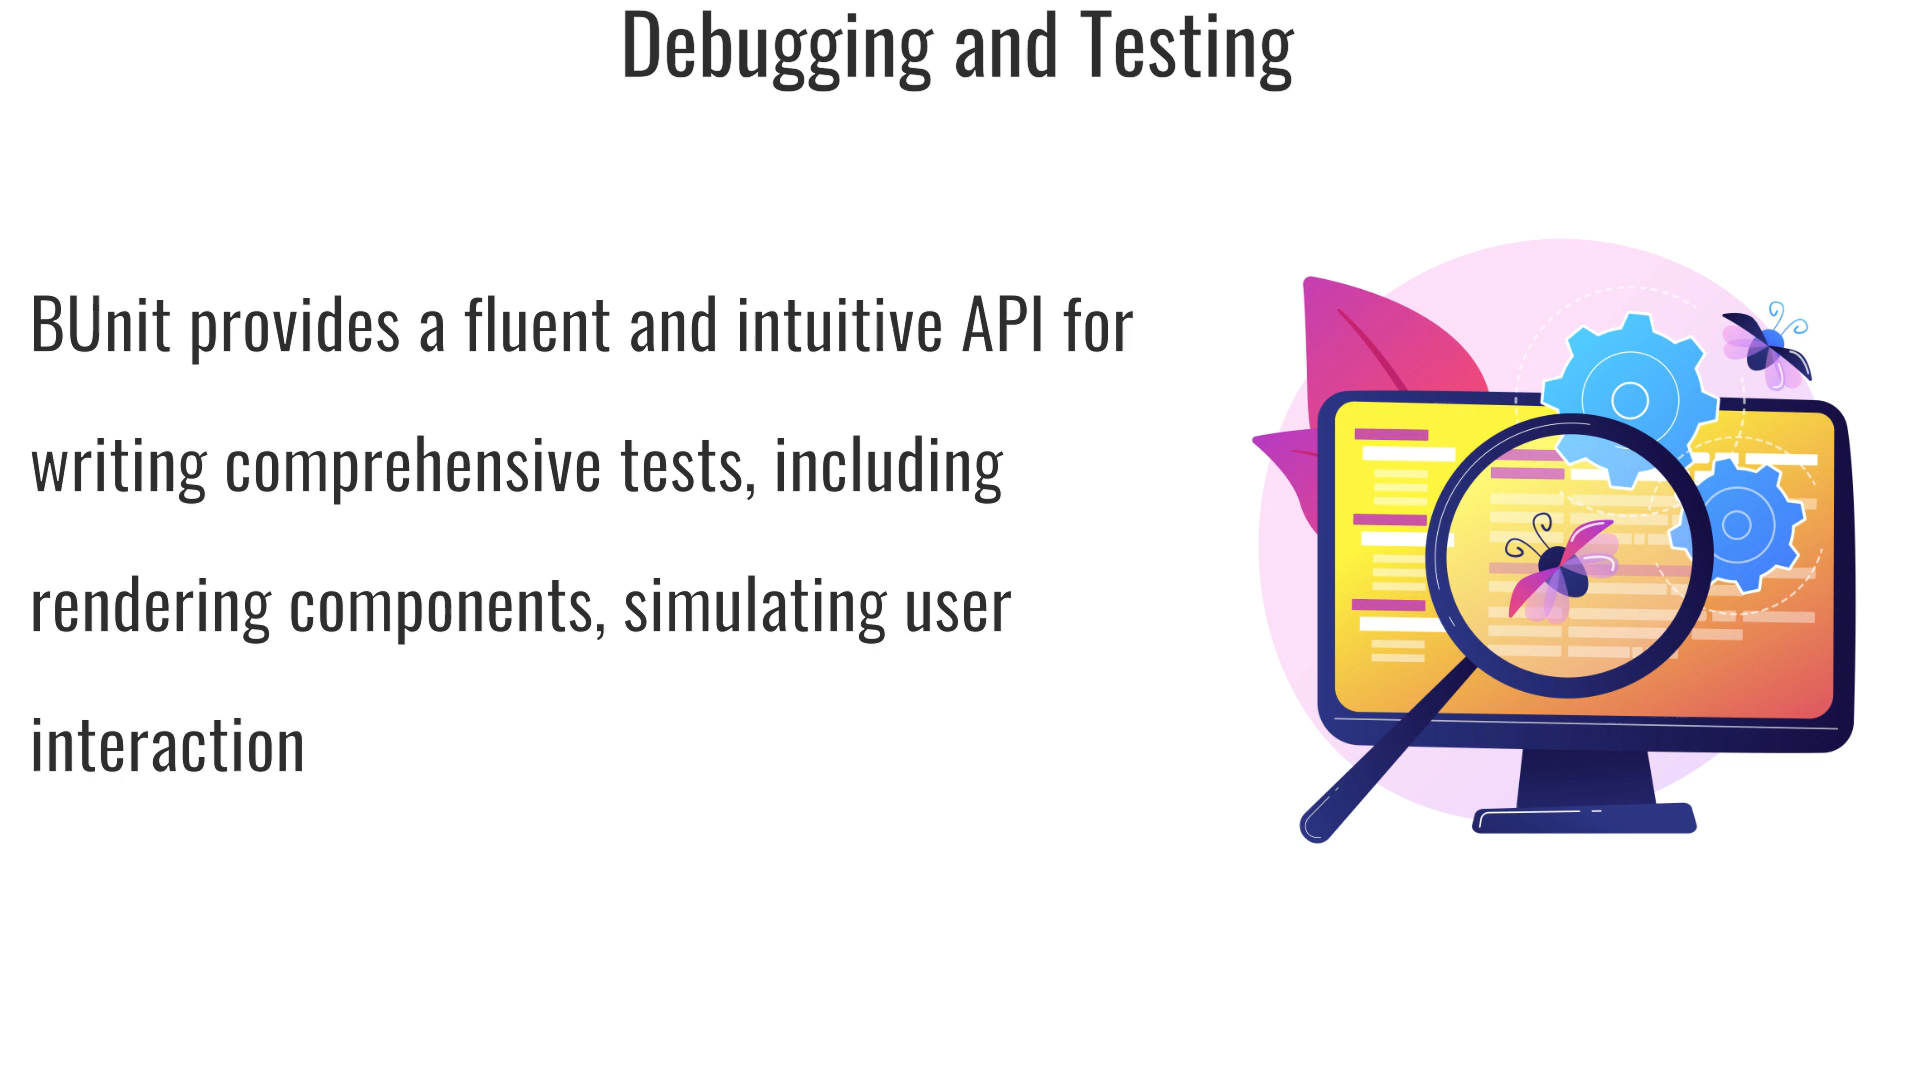 Debugging and Testing
BUnit provides a fluent and intuitive API for
writing comprehensive tests, including
rendering components, simulating user
interaction